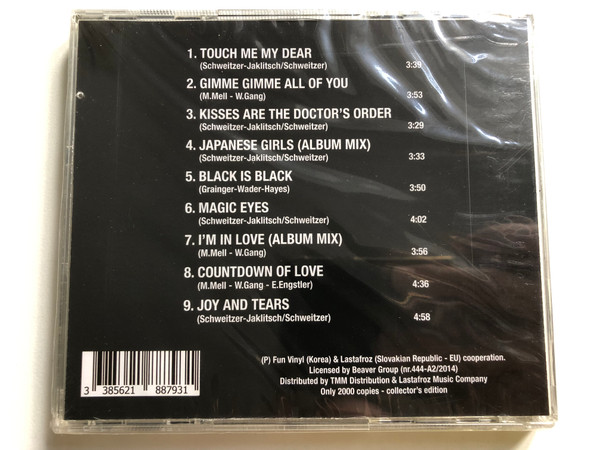 1. TOUCH ME MY DEAR
(Schweitzer-Jaklitsch/Schweitzer) 3:39
2. GIMME GIMME ALL OF YOU
(M.Mell - W.Gang) 3:53
3. KISSES ARE THE DOCTOR'S ORDER
(Schweitzer-Jaklitsch/Schweitzer) 3:29
4. JAPANESE GIRLS (ALBUM MIX)
(Schweitzer-Jaklitsch/Schweitzer) 3:33
5. BLACK IS BLACK
(Grainger-Wader-Hayes) 3:50
6. MAGIC EYES
(Schweitzer-Jaklitsch/Schweitzer) 4:02
7. I'M IN LOVE (ALBUM MIX)
(M.Mell - W.Gang) 3:56
8. COUNTDOWN OF LOVE
(M.Mell - W.Gang - E.Engstler) 4:36
9. JOY AND TEARS
(Schweitzer-Jaklitsch/Schweitzer) 4:58
(P) Fun Vinyl (Korea) & Lastafroz (Slovakian Republic - EU) cooperation.
Licensed by Beaver Group (nr.444-A2/2014)
Distributed by TMM Distribution & Lastafroz Music Company
Only 2000 copies - collector's edition
3 385621 887931